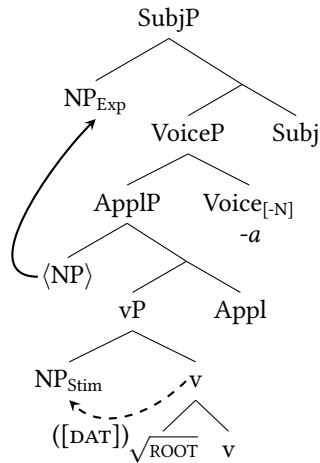 SubjP
NP_Exp
VoiceP Subj
ApplP Voice_[-N]
-a
⟨NP⟩
vP Appl
NP_Stim v
([DAT]) √ROOT v